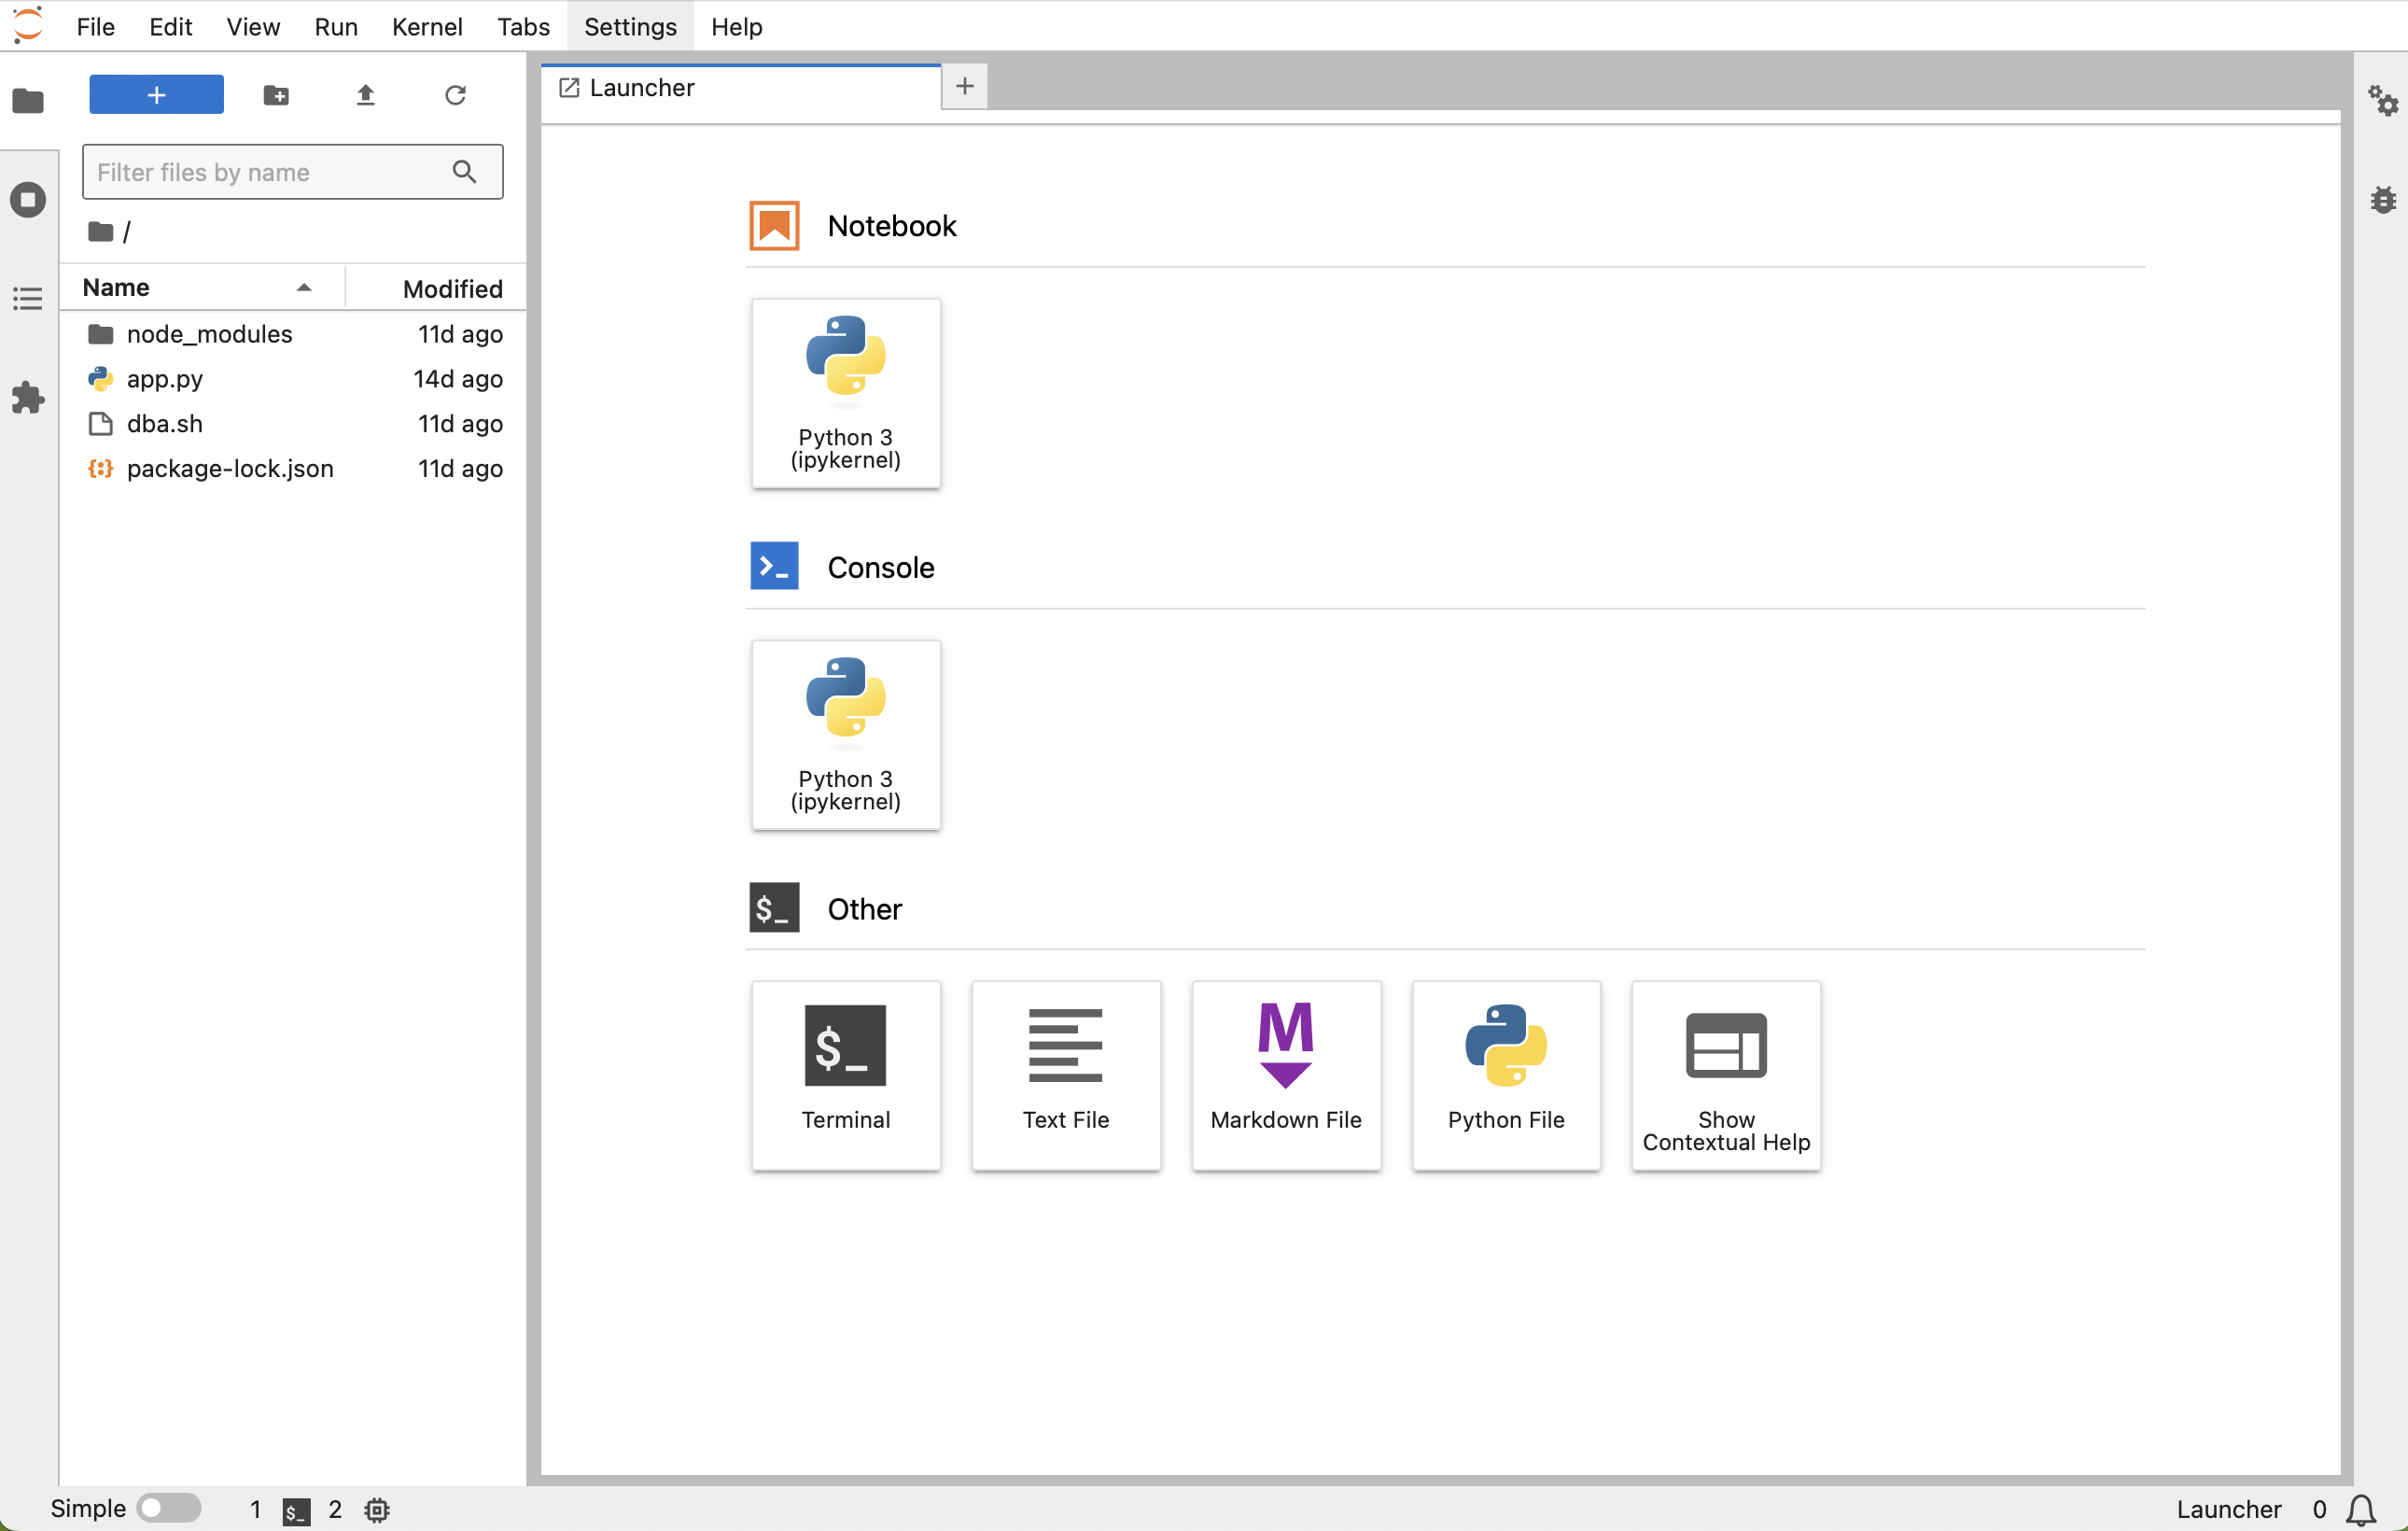 File Edit View Run Kernel Tabs Settings Help
Launcher
Filter files by name
/
Name Modified
node_modules 11d ago
app.py 14d ago
dba.sh 11d ago
package-lock.json 11d ago
Notebook
Python 3
(ipykernel)
Console
Python 3
(ipykernel)
$_ Other
$_
Terminal
Text File
M
Markdown File
Python File
Show
Contextual Help
Simple 1 $_ 2 Launcher 0